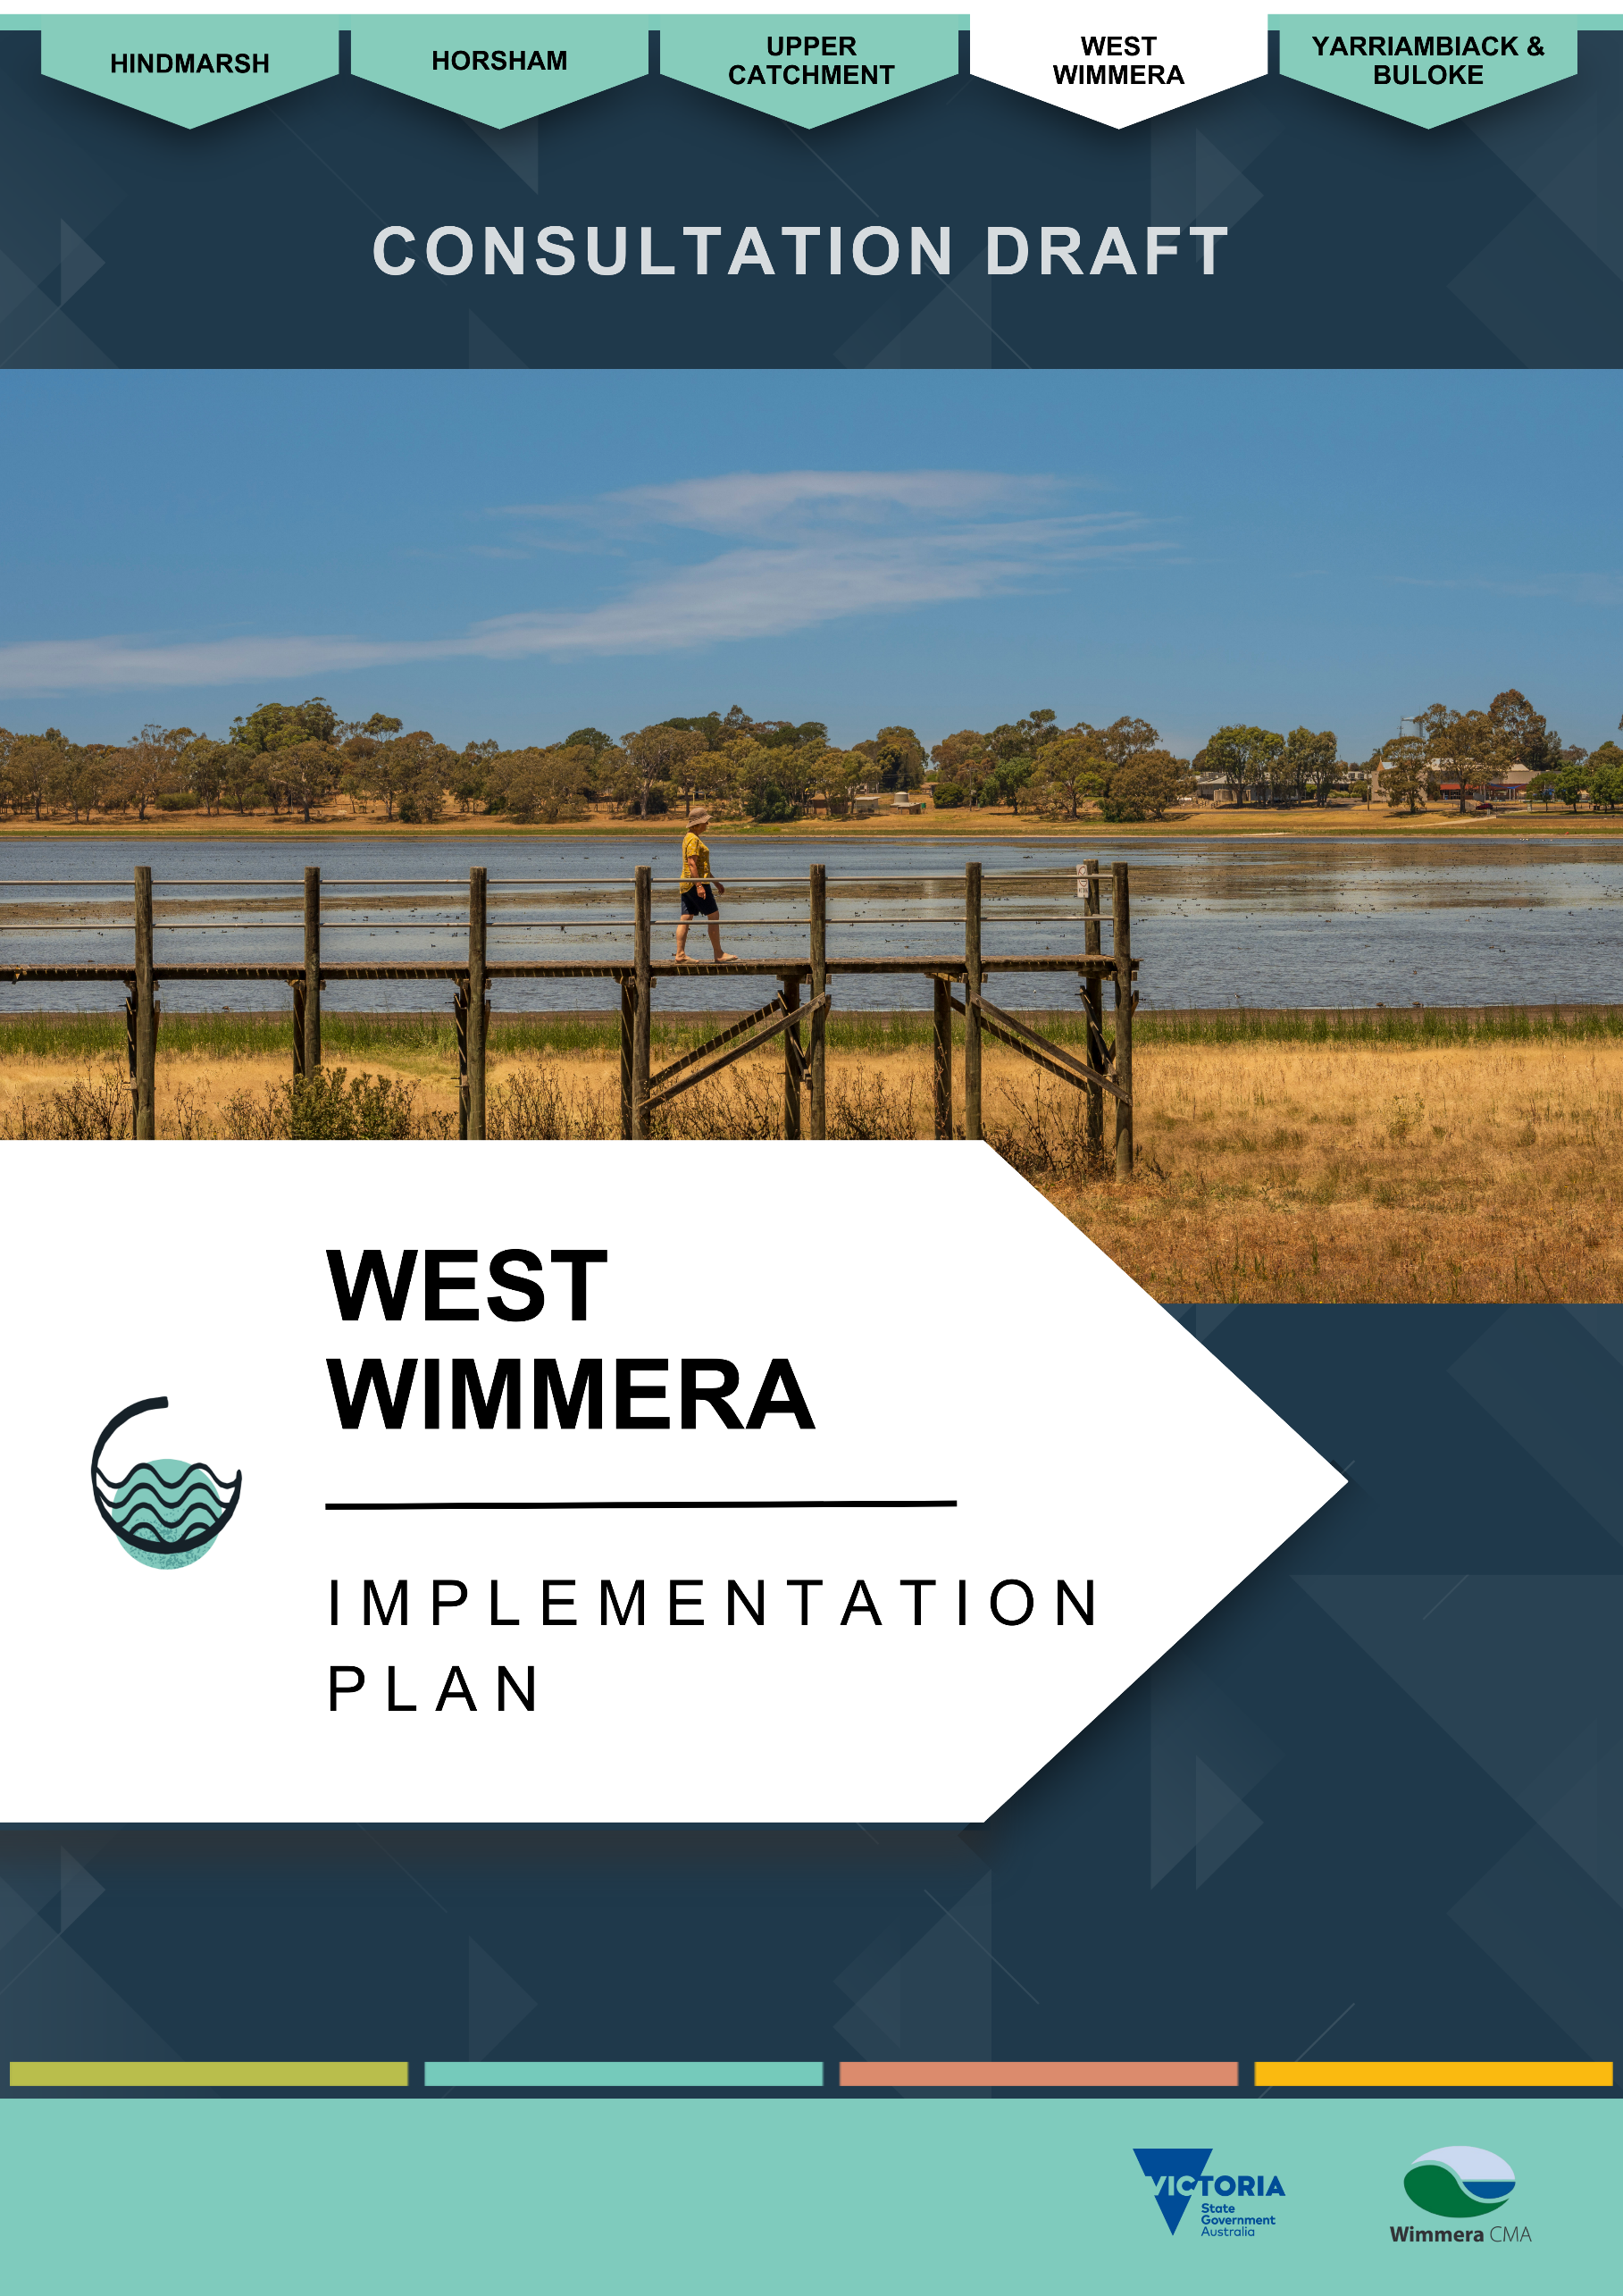 HINDMARSH
HORSHAM
UPPER
CATCHMENT
WEST
WIMMERA
YARRIAMBIACK &
BULOKE
CONSULTATION DRAFT
WEST
WIMMERA
IMPLEMENTATION
PLAN
VICTORIA
State
Government
Australia
Wimmera CMA